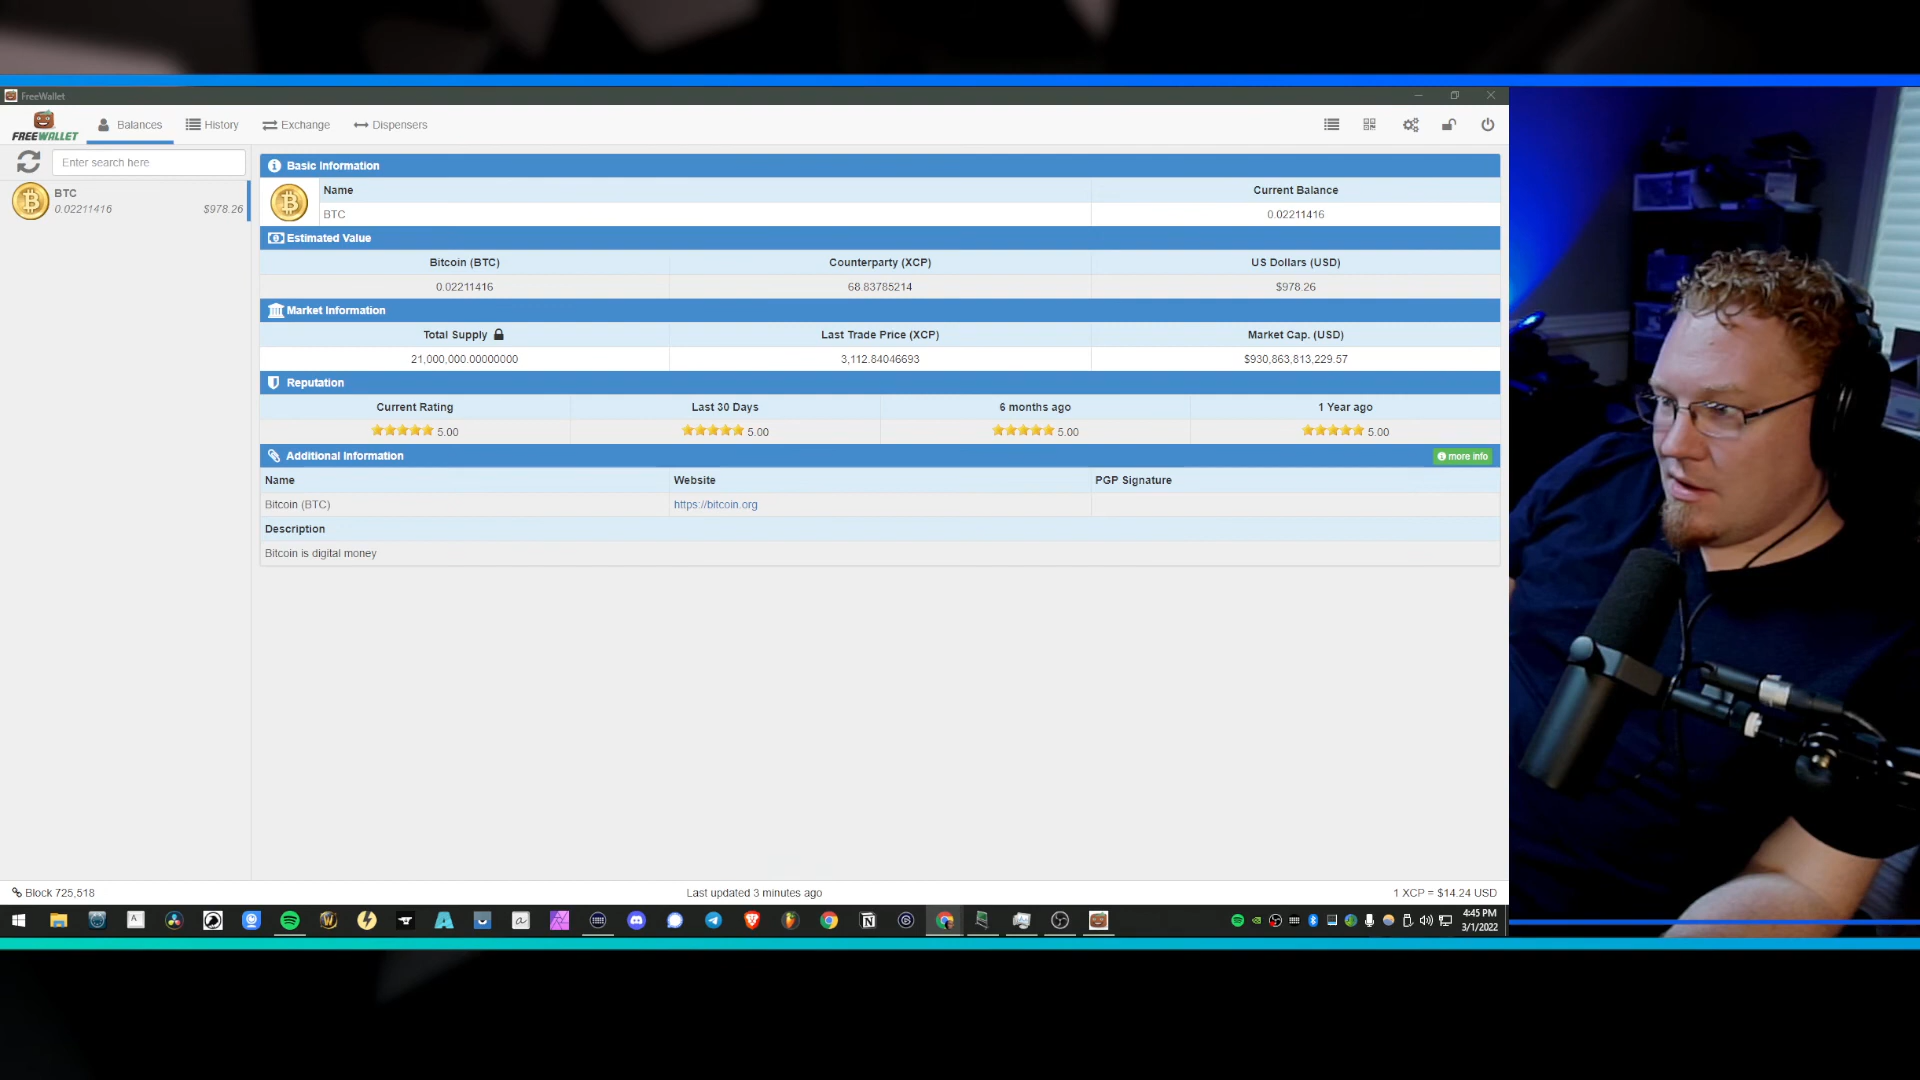 FreeWallet
FREEWALLET Balances History Exchange Dispensers
Enter search here
BTC
0.02211416 $978.26
Basic Information
Name Current Balance
BTC 0.02211416
Estimated Value
Bitcoin (BTC) Counterparty (XCP) US Dollars (USD)
0.02211416 68.83785214 $978.26
Market Information
Total Supply Last Trade Price (XCP) Market Cap. (USD)
21,000,000.00000000 3,112.84046693 $930,863,813,229.57
Reputation
Current Rating Last 30 Days 6 months ago 1 Year ago
5.00 5.00 5.00 5.00
Additional Information more info
Name Website PGP Signature
Bitcoin (BTC) https://bitcoin.org
Description
Bitcoin is digital money
Block 725,518 Last updated 3 minutes ago 1 XCP = $14.24 USD
4:45 PM
3/1/2022